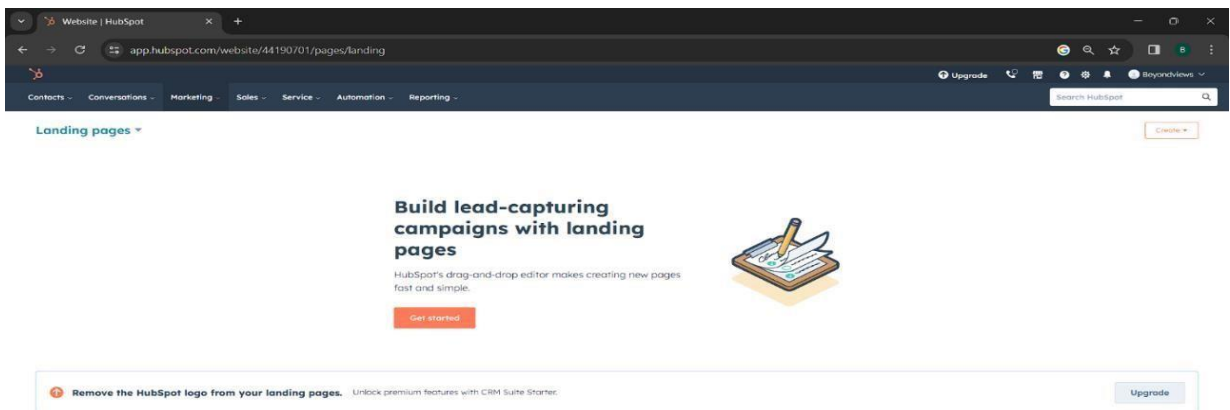 Website | HubSpot
app.hubspot.com/website/44190701/pages/landing
B
Upgrade
Boyondviews
Contacts Conversations Marketing Sales Service Automation Reporting
Search HubSpot
Landing pages
Create
Build lead-capturing
campaigns with landing
pages
HubSpot's drag-and-drop editor makes creating new pages
fast and simple.
Get started
Remove the HubSpot logo from your landing pages. Unlock premium features with CRM Suite Starter.
Upgrade